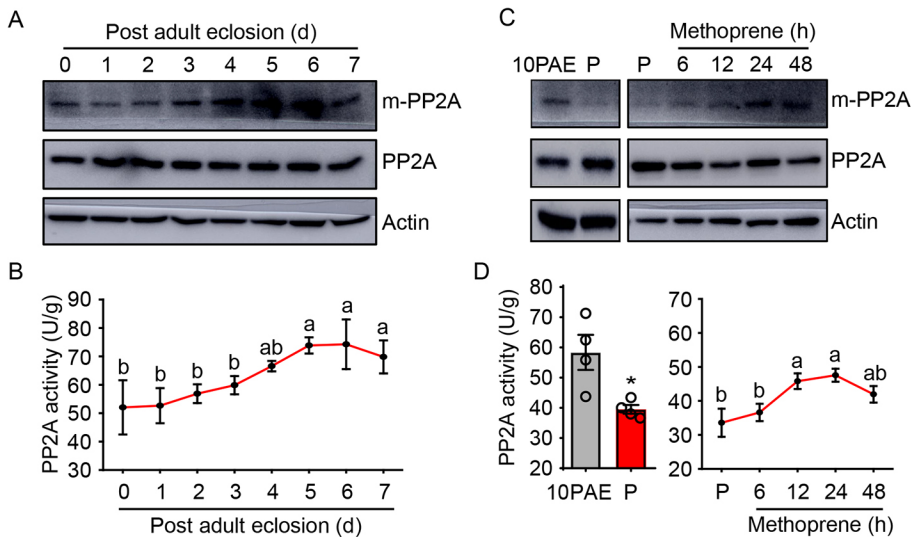 A
Post adult eclosion (d)
0 1 2 3 4 5 6 7
m-PP2A
PP2A
Actin
C
Methoprene (h)
10PAE P P 6 12 24 48
m-PP2A
PP2A
Actin
B
PP2A activity (U/g)
90
80
70
60
50
40
30
b b b b ab a a a
0 1 2 3 4 5 6 7
Post adult eclosion (d)
D
PP2A activity (U/g)
80
70
60
50
40
30
20
*
10PAE P
70
60
50
40
30
20
b b a a ab
P 6 12 24 48
Methoprene (h)